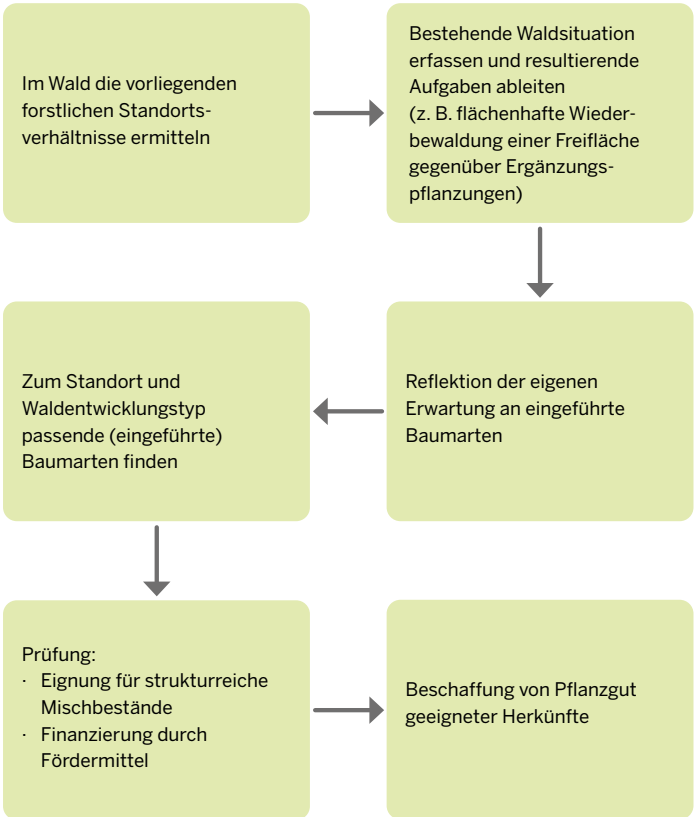 Im Wald die vorliegenden
forstlichen Standorts-
verhältnisse ermitteln
Bestehende Waldsituation
erfassen und resultierende
Aufgaben ableiten
(z. B. flächenhafte Wieder-
bewaldung einer Freifläche
gegenüber Ergänzungs-
pflanzungen)
Reflektion der eigenen
Erwartung an eingeführte
Baumarten
Zum Standort und
Waldentwicklungstyp
passende (eingeführte)
Baumarten finden
Prüfung:
· Eignung für strukturreiche
Mischbestände
· Finanzierung durch
Fördermittel
Beschaffung von Pflanzgut
geeigneter Herkünfte